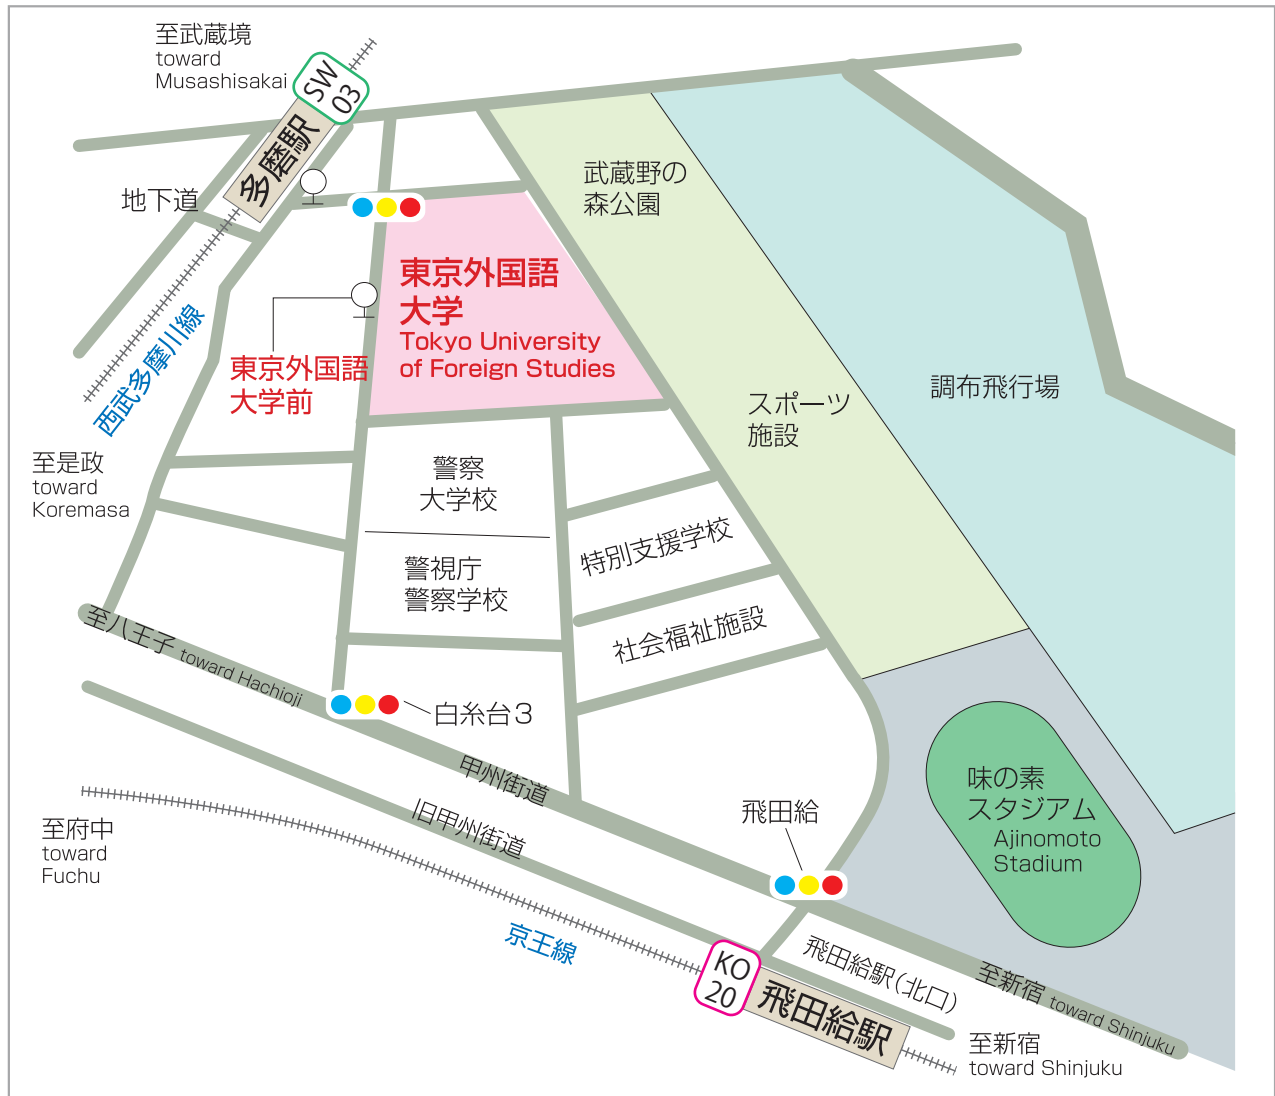 至武蔵境
toward
Musashisakai
SW
03
多磨駅
地下道
武蔵野の
森公園
東京外国語
大学
Tokyo University
of Foreign Studies
東京外国語
大学前
西武多摩川線
調布飛行場
スポーツ
施設
至是政
toward
Koremasa
警察
大学校
特別支援学校
警視庁
警察学校
社会福祉施設
至八王子 toward Hachioji
白糸台3
甲州街道
旧甲州街道
味の素
スタジアム
Ajinomoto
Stadium
飛田給
至府中
toward
Fuchu
京王線
KO
20
飛田給駅
飛田給駅(北口)
至新宿 toward Shinjuku
至新宿
toward Shinjuku